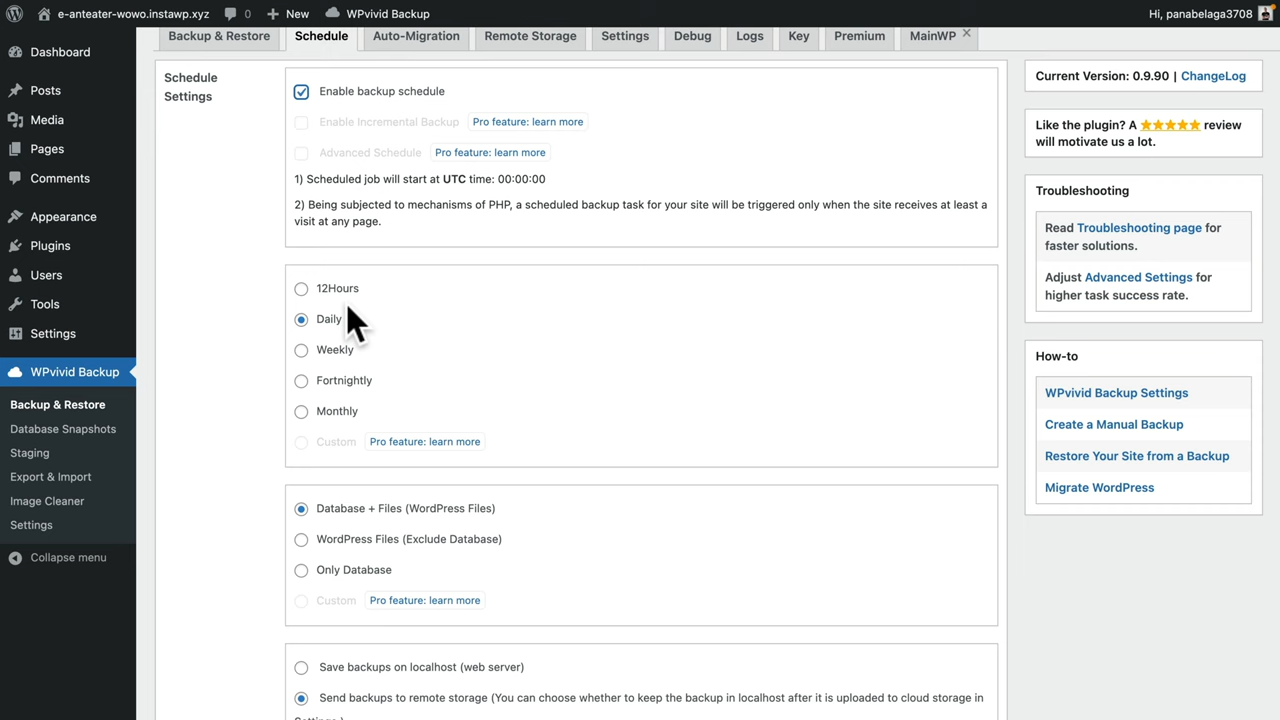 e-anteater-wowo.instawp.xyz 0 New WPvivid Backup Hi, panabelaga3708
Dashboard
Posts
Media
Pages
Comments
Appearance
Plugins
Users
Tools
Settings
WPvivid Backup
Backup & Restore
Database Snapshots
Staging
Export & Import
Image Cleaner
Settings
Collapse menu
Backup & Restore Schedule Auto-Migration Remote Storage Settings Debug Logs Key Premium MainWP
Schedule
Settings
Enable backup schedule
Enable Incremental Backup Pro feature: learn more
Advanced Schedule Pro feature: learn more
1) Scheduled job will start at UTC time: 00:00:00
2) Being subjected to mechanisms of PHP, a scheduled backup task for your site will be triggered only when the site receives at least a
visit at any page.
12Hours
Daily
Weekly
Fortnightly
Monthly
Custom Pro feature: learn more
Database + Files (WordPress Files)
WordPress Files (Exclude Database)
Only Database
Custom Pro feature: learn more
Save backups on localhost (web server)
Send backups to remote storage (You can choose whether to keep the backup in localhost after it is uploaded to cloud storage in
Settings.)
Current Version: 0.9.90 | ChangeLog
Like the plugin? A ★★★★★ review
will motivate us a lot.
Troubleshooting
Read Troubleshooting page for
faster solutions.
Adjust Advanced Settings for
higher task success rate.
How-to
WPvivid Backup Settings
Create a Manual Backup
Restore Your Site from a Backup
Migrate WordPress